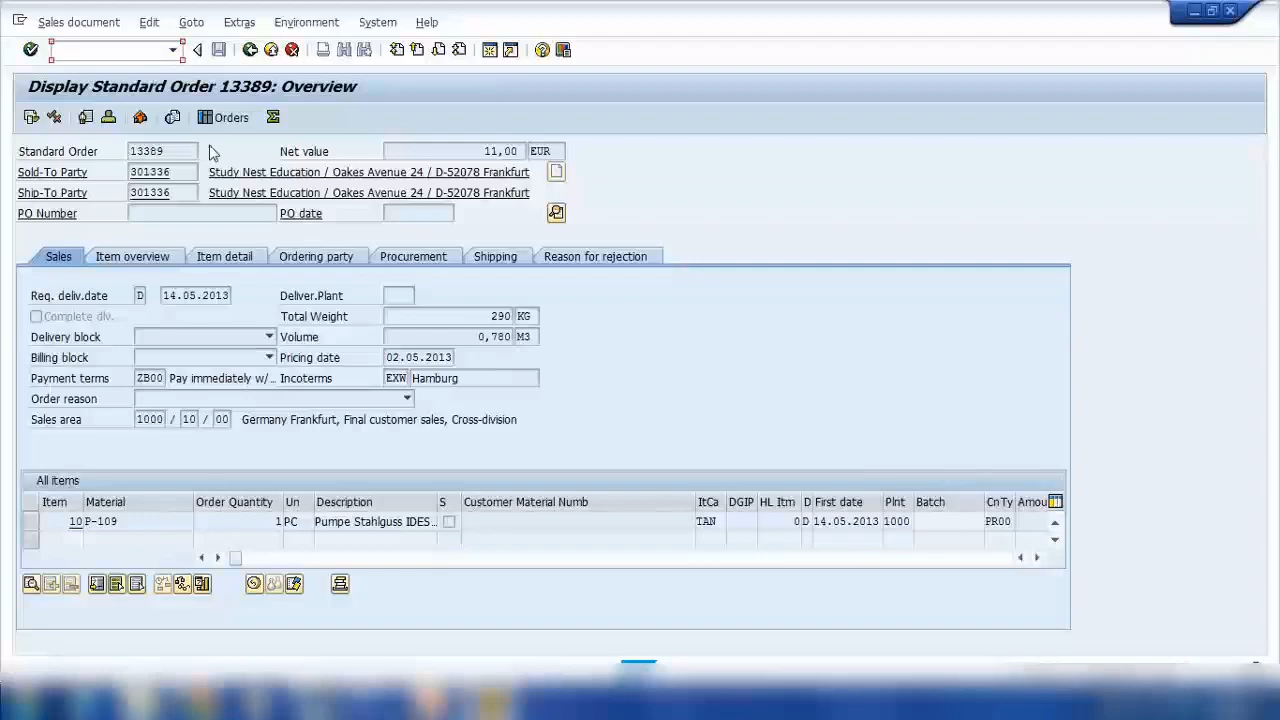 Sales document Edit Goto Extras Environment System Help
Display Standard Order 13389: Overview
Orders
Standard Order 13389 Net value 11,00 EUR
Sold-To Party 301336 Study Nest Education / Oakes Avenue 24 / D-52078 Frankfurt
Ship-To Party 301336 Study Nest Education / Oakes Avenue 24 / D-52078 Frankfurt
PO Number PO date
Sales Item overview Item detail Ordering party Procurement Shipping Reason for rejection
Req. deliv.date D 14.05.2013 Deliver.Plant
Complete dlv. Total Weight 290 KG
Delivery block Volume 0,780 M3
Billing block Pricing date 02.05.2013
Payment terms ZB00 Pay immediately w/... Incoterms EXW Hamburg
Order reason
Sales area 1000 / 10 / 00 Germany Frankfurt, Final customer sales, Cross-division
All items
Item Material Order Quantity Un Description S Customer Material Numb ItCa DGIP HL Itm D First date Plnt Batch CnTy Amou
10 P-109 1 PC Pumpe Stahlguss IDES... TAN 0 D 14.05.2013 1000 PR00